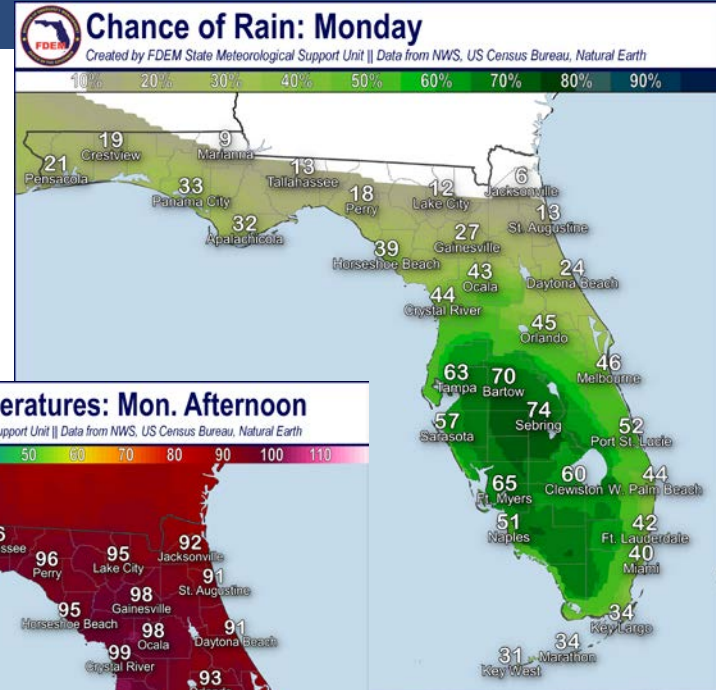 FDEM
Chance of Rain: Monday
Created by FDEM State Meteorological Support Unit || Data from NWS, US Census Bureau, Natural Earth
10% 20% 30% 40% 50% 60% 70% 80% 90%
19
Crestview
9
Marianna
21
Pensacola
13
Tallahassee
6
Jacksonville
33
Panama City
18
Perry
12
Lake City
13
St. Augustine
32
Apalachicola
27
Gainesville
39
Horseshoe Beach
43
Ocala
24
Daytona Beach
44
Crystal River
45
Orlando
46
Melbourne
63
Tampa
70
Bartow
57
Sarasota
74
Sebring
52
Port St. Lucie
65
Ft. Myers
60
Clewiston
44
W. Palm Beach
51
Naples
42
Ft. Lauderdale
40
Miami
34
Key Largo
34
Marathon
31
Key West
eratures: Mon. Afternoon
upport Unit || Data from NWS, US Census Bureau, Natural Earth
50 60 70 80 90 100 110
6
ssee
96
Perry
95
Lake City
92
Jacksonville
91
St. Augustine
98
Gainesville
95
Horseshoe Beach
98
Ocala
91
Daytona Beach
99
Crystal River
93